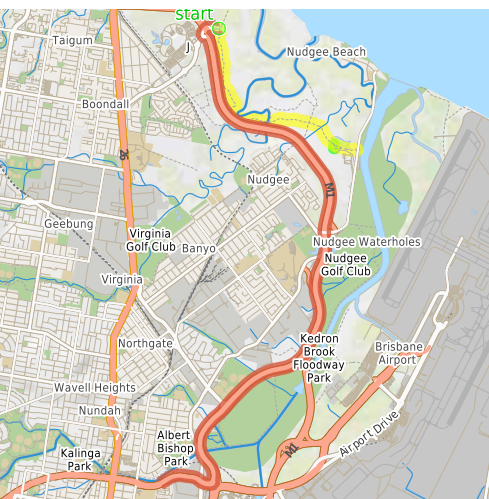 start
Taigum
J
Nudgee Beach
Boondall
Nudgee
M1
Geebung
Virginia
Golf Club
Banyo
Nudgee Waterholes
Nudgee
Golf Club
Virginia
Northgate
Kedron
Brook
Floodway
Park
Brisbane
Airport
Wavell Heights
Nundah
Albert
Bishop
Park
Kalinga
Park
M1
Airport Drive